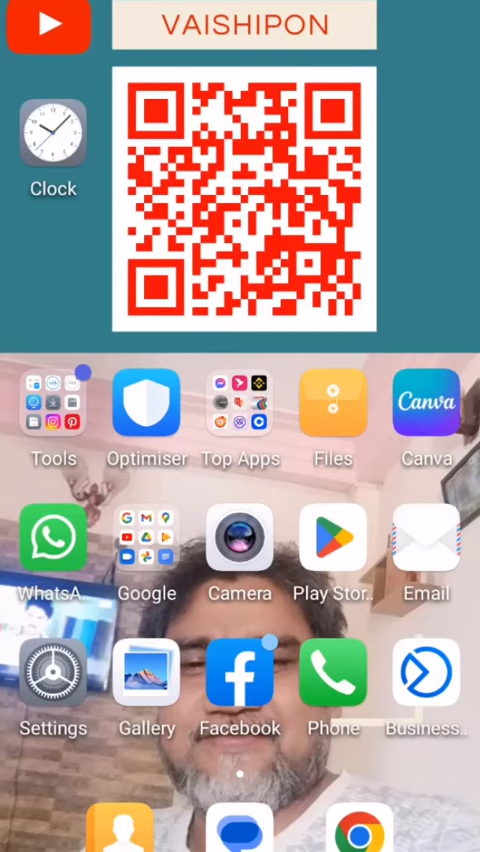 VAISHIPON
Clock
Tools
Optimiser
Top Apps
Files
Canva
Canva
WhatsA..
Google
Camera
Play Stor..
Email
Settings
Gallery
Facebook
Phone
Business..